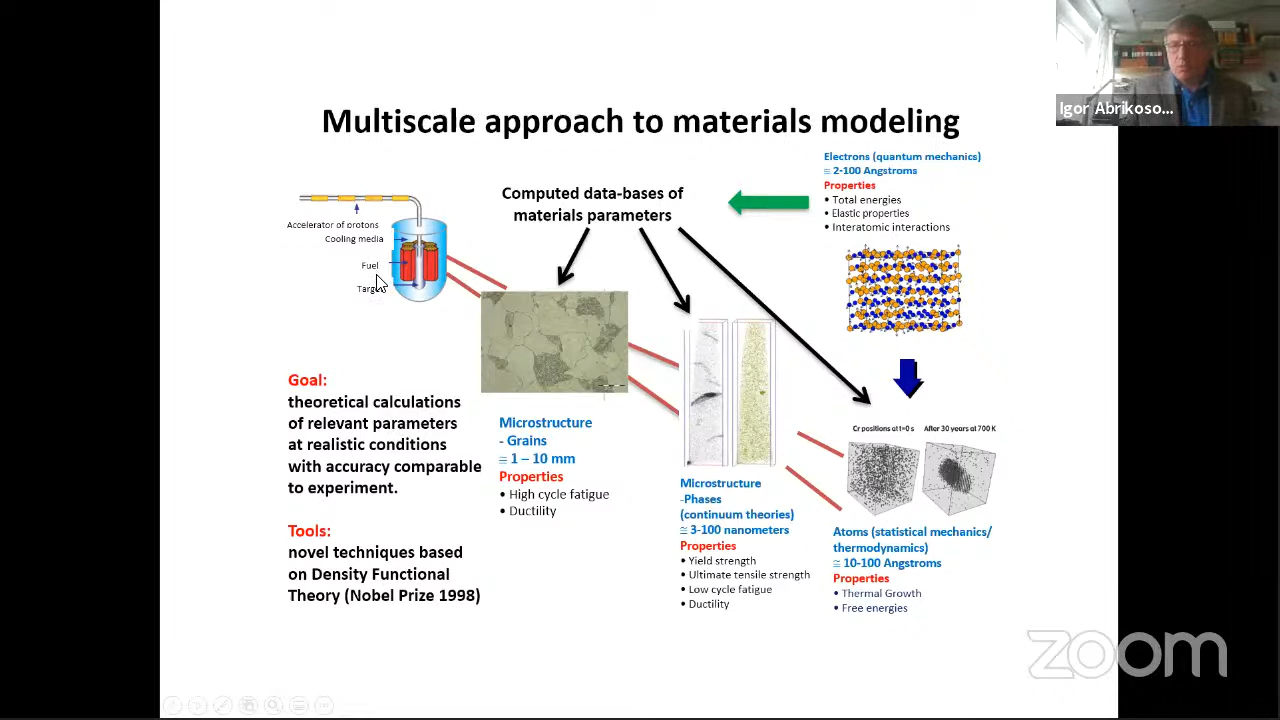 Igor Abrikoso...
Multiscale approach to materials modeling
Accelerator of protons
Cooling media
Fuel
Target
Computed data-bases of
materials parameters
Electrons (quantum mechanics)
≅ 2-100 Angstroms
Properties
• Total energies
• Elastic properties
• Interatomic interactions
Goal:
theoretical calculations
of relevant parameters
at realistic conditions
with accuracy comparable
to experiment.
Tools:
novel techniques based
on Density Functional
Theory (Nobel Prize 1998)
Microstructure
- Grains
≅ 1 – 10 mm
Properties
• High cycle fatigue
• Ductility
Microstructure
-Phases
(continuum theories)
≅ 3-100 nanometers
Properties
• Yield strength
• Ultimate tensile strength
• Low cycle fatigue
• Ductility
Cr positions at t=0 s
After 30 years at 700 K
Atoms (statistical mechanics/
thermodynamics)
≅ 10-100 Angstroms
Properties
• Thermal Growth
• Free energies
zoom